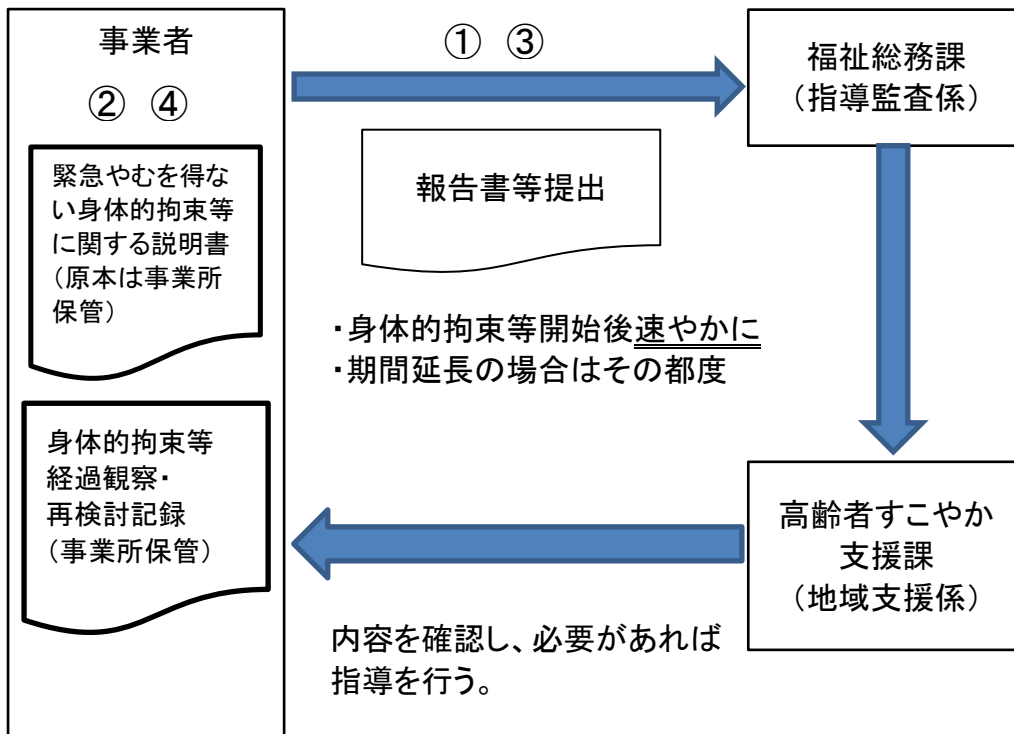 事業者
② ④
緊急やむを得な
い身体的拘束等
に関する説明書
（原本は事業所
保管）
身体的拘束等
経過観察・
再検討記録
（事業所保管）
① ③
報告書等提出
・身体的拘束等開始後速やかに
・期間延長の場合はその都度
福祉総務課
（指導監査係）
高齢者すこやか
支援課
（地域支援係）
内容を確認し、必要があれば
指導を行う。